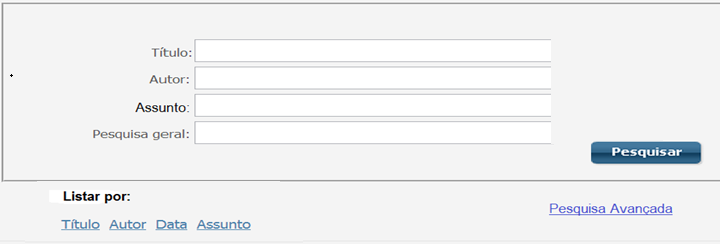 Título:
Autor:
Assunto:
Pesquisa geral:
Pesquisar
Listar por:
Pesquisa Avançada
Título Autor Data Assunto